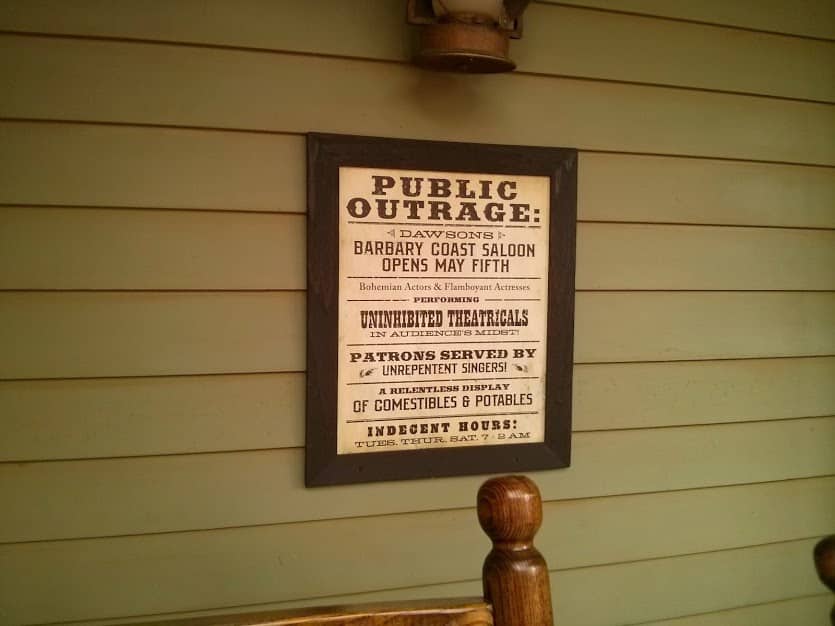 PUBLIC
OUTRAGE:
DAWSONS
BARBARY COAST SALOON
OPENS MAY FIFTH
Bohemian Actors & Flamboyant Actresses
PERFORMING
UNINHIBITED THEATRICALS
IN AUDIENCE'S MIDST!
PATRONS SERVED BY
UNREPENTENT SINGERS!
A RELENTLESS DISPLAY
OF COMESTIBLES & POTABLES
INDECENT HOURS:
TUES. THUR. SAT. 7 - 2 AM